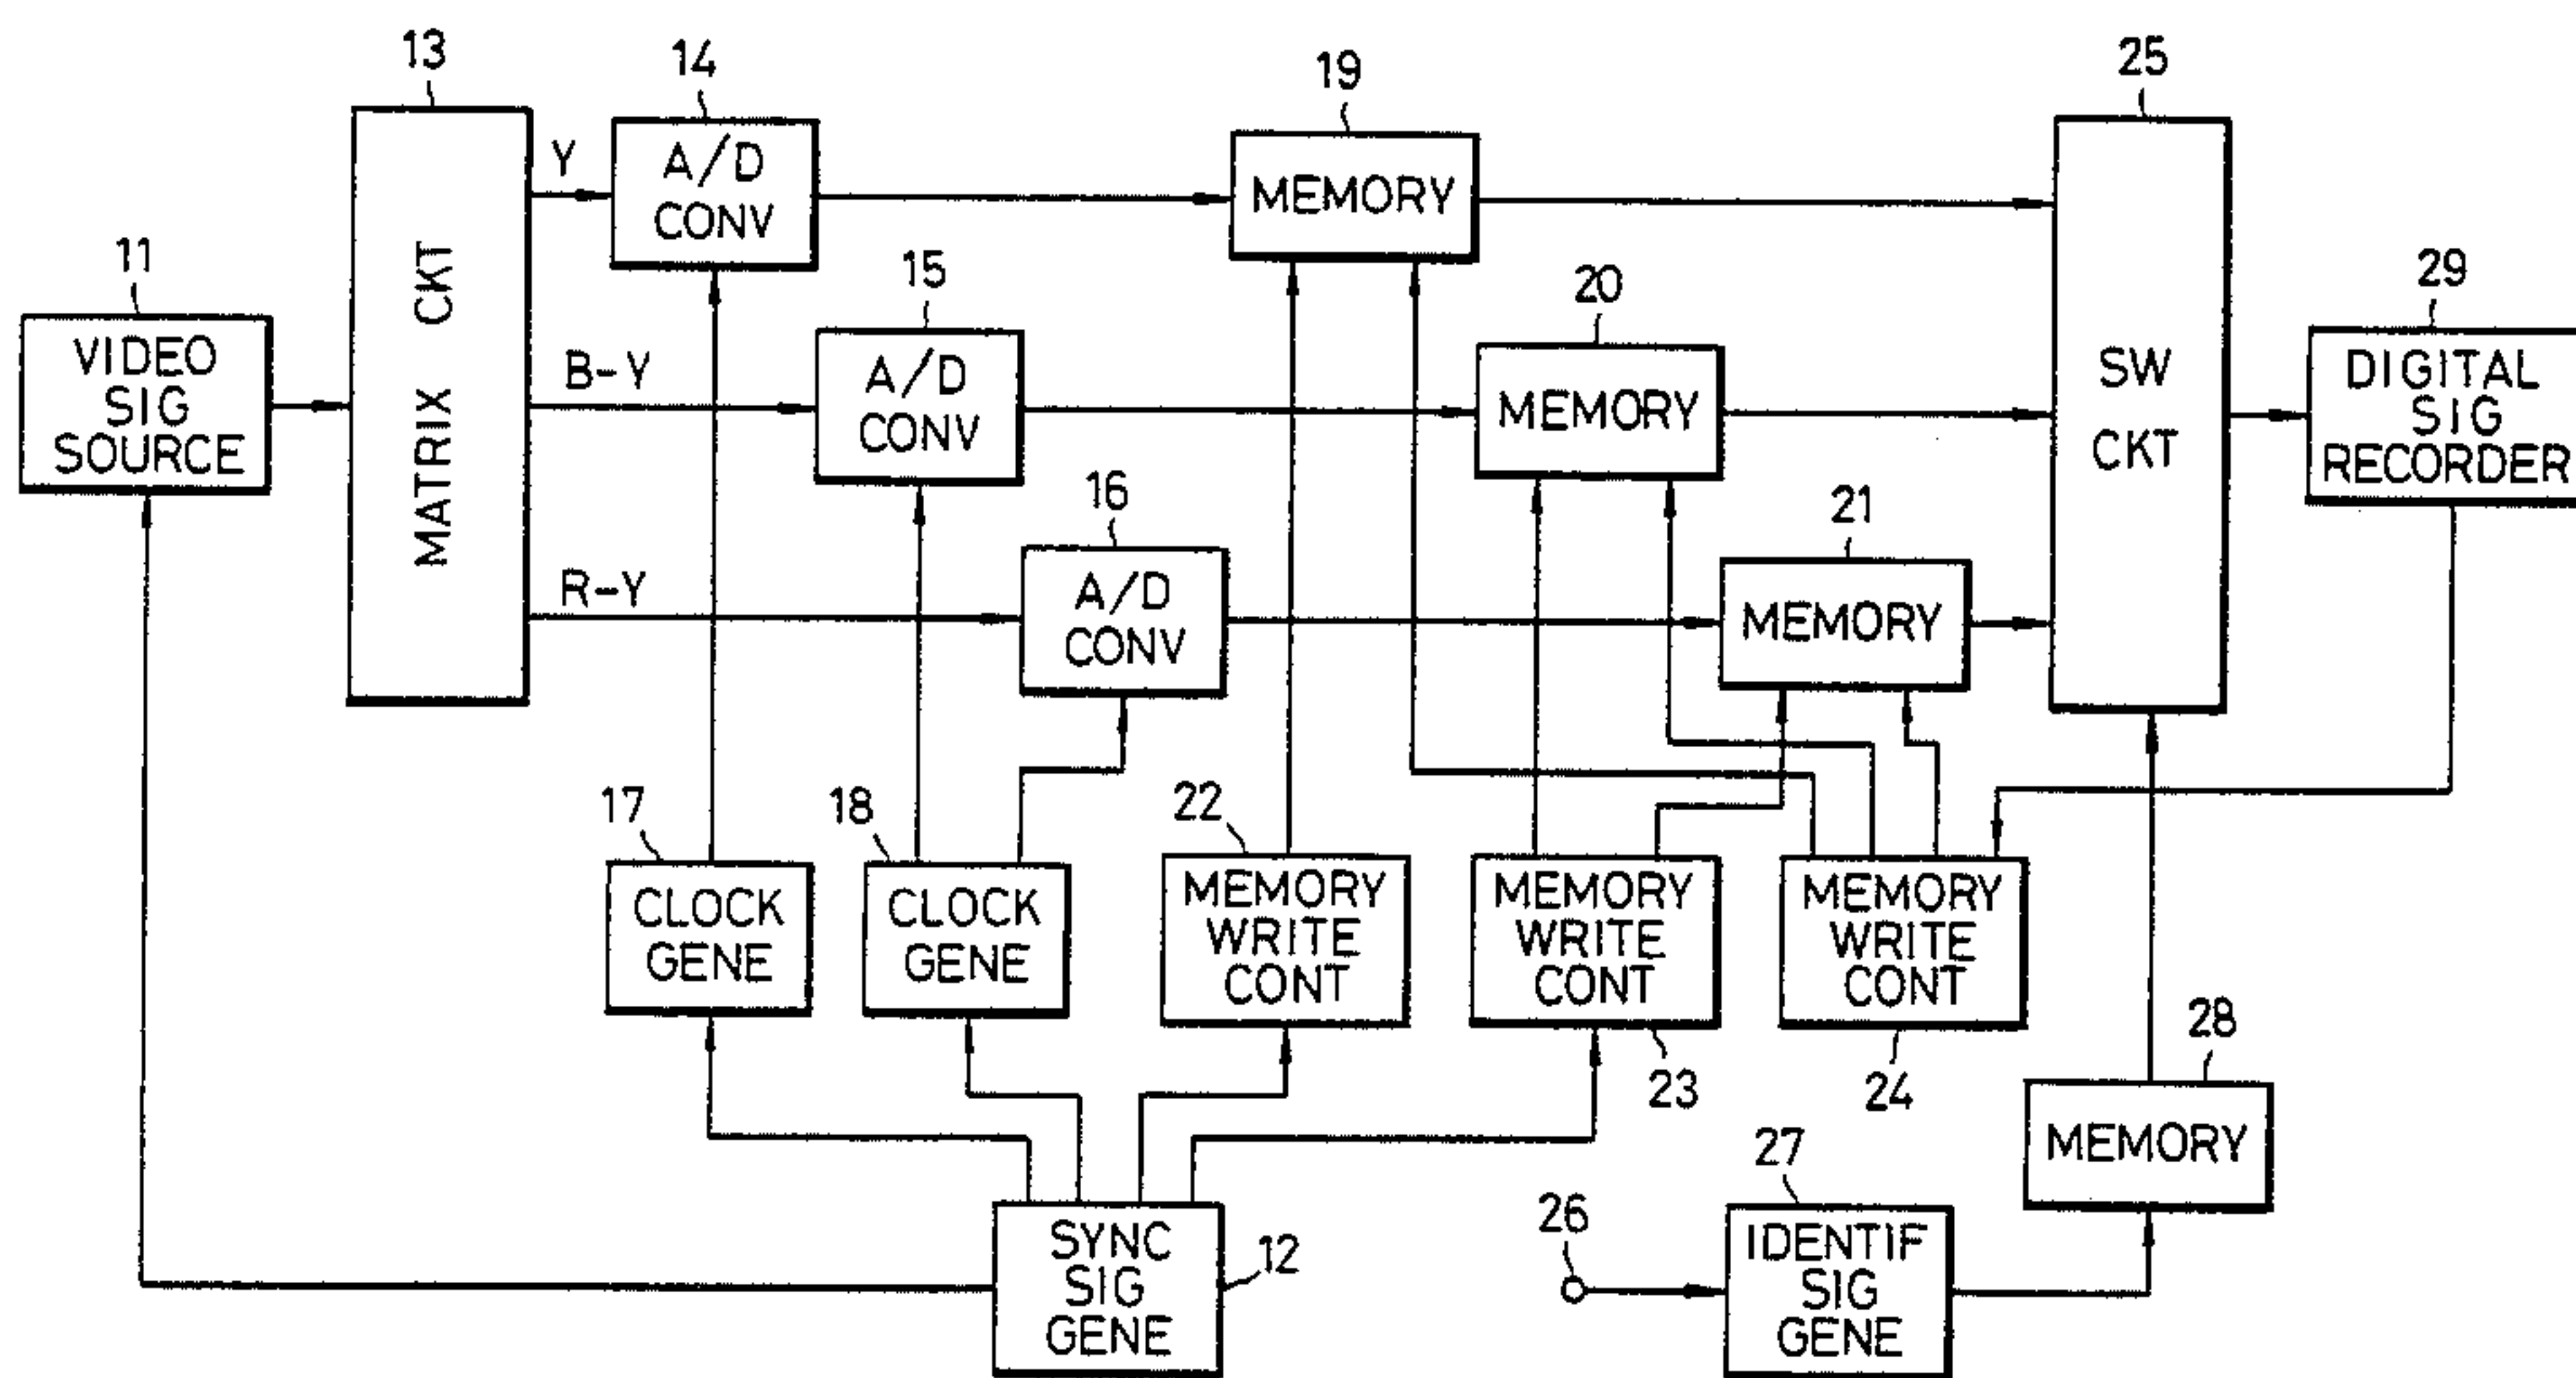 13
14
19
25
Y
A/D
CONV
MEMORY
11
15
20
29
VIDEO
SIG
SOURCE
MATRIX CKT
B-Y
A/D
CONV
MEMORY
SW
CKT
DIGITAL
SIG
RECORDER
16
21
R-Y
A/D
CONV
MEMORY
17
18
22
CLOCK
GENE
CLOCK
GENE
MEMORY
WRITE
CONT
MEMORY
WRITE
CONT
MEMORY
WRITE
CONT
23
24
28
MEMORY
SYNC
SIG
GENE
12
26
27
IDENTIF
SIG
GENE